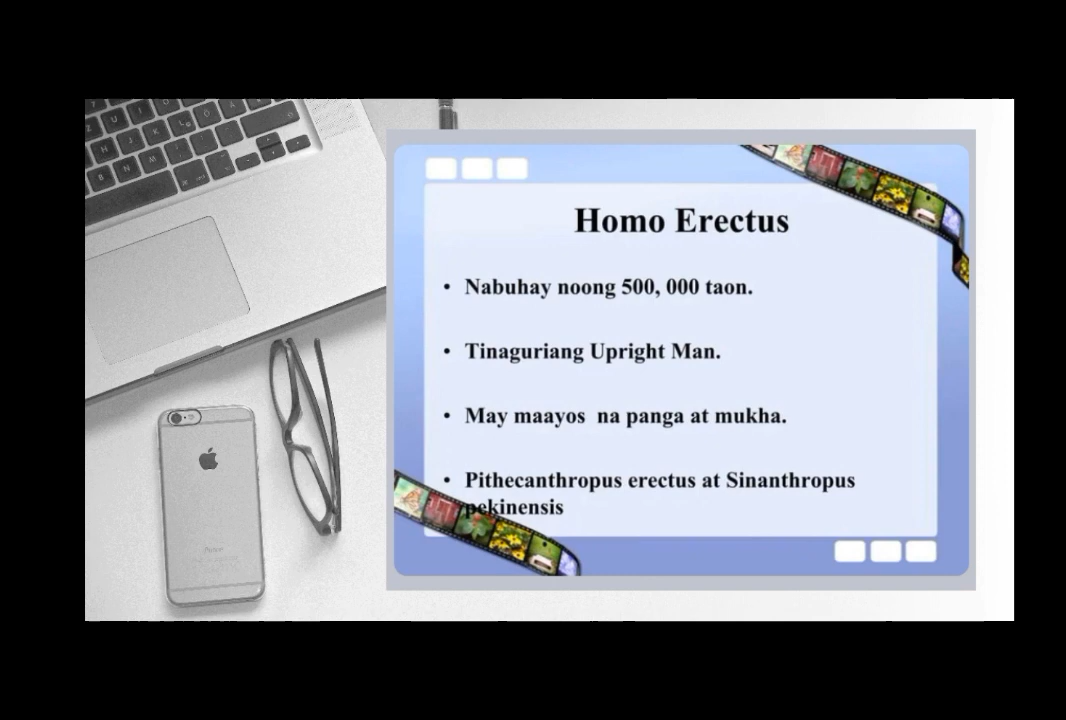 Homo Erectus
• Nabuhay noong 500, 000 taon.
• Tinaguriang Upright Man.
• May maayos  na panga at mukha.
• Pithecanthropus erectus at Sinanthropus
pekinensis